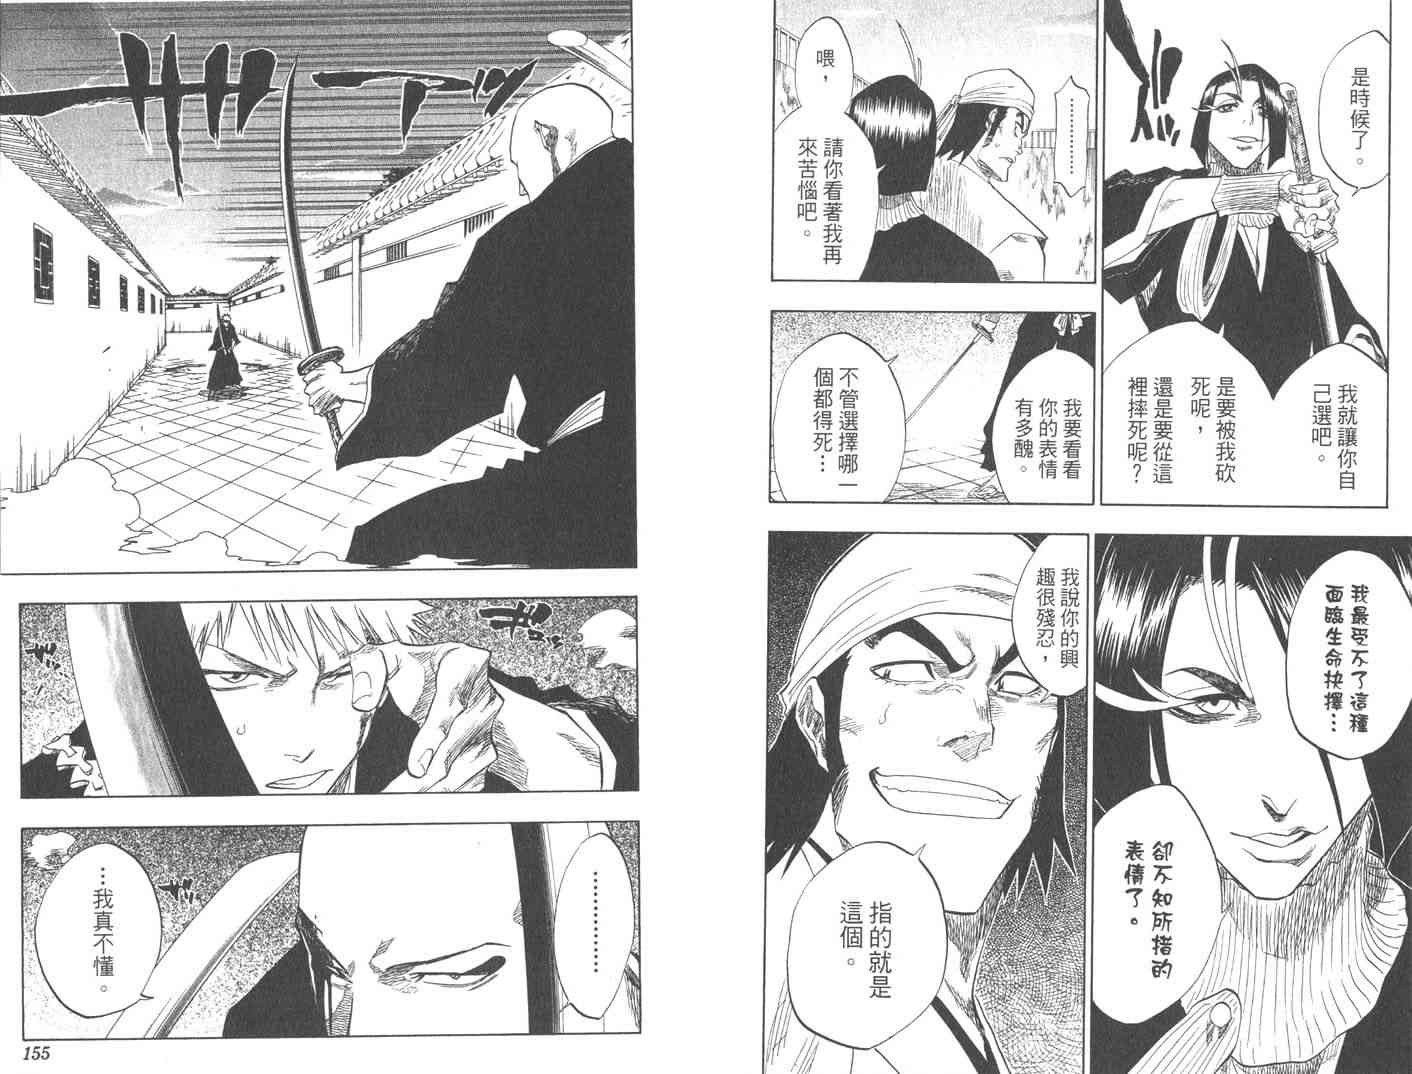 是時候了。
我就讓你自
己選吧。
是要被我砍
死呢，
還是要從這
裡摔死呢？
…………
喂，
請你看著我再
來苦惱吧。
我要看看
你的表情
有多醜。
不管選擇哪一
個都得死…
我最受不了這種
面臨生命抉擇…
卻不知所措的
表情了。
我說你的興
趣很殘忍，
指的就是
這個。
…………
…我真不懂。
155